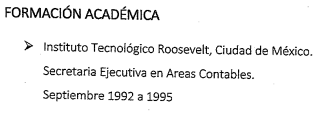 FORMACIÓN ACADÉMICA
➢ Instituto Tecnológico Roosevelt, Ciudad de México.
Secretaria Ejecutiva en Areas Contables.
Septiembre 1992 a 1995